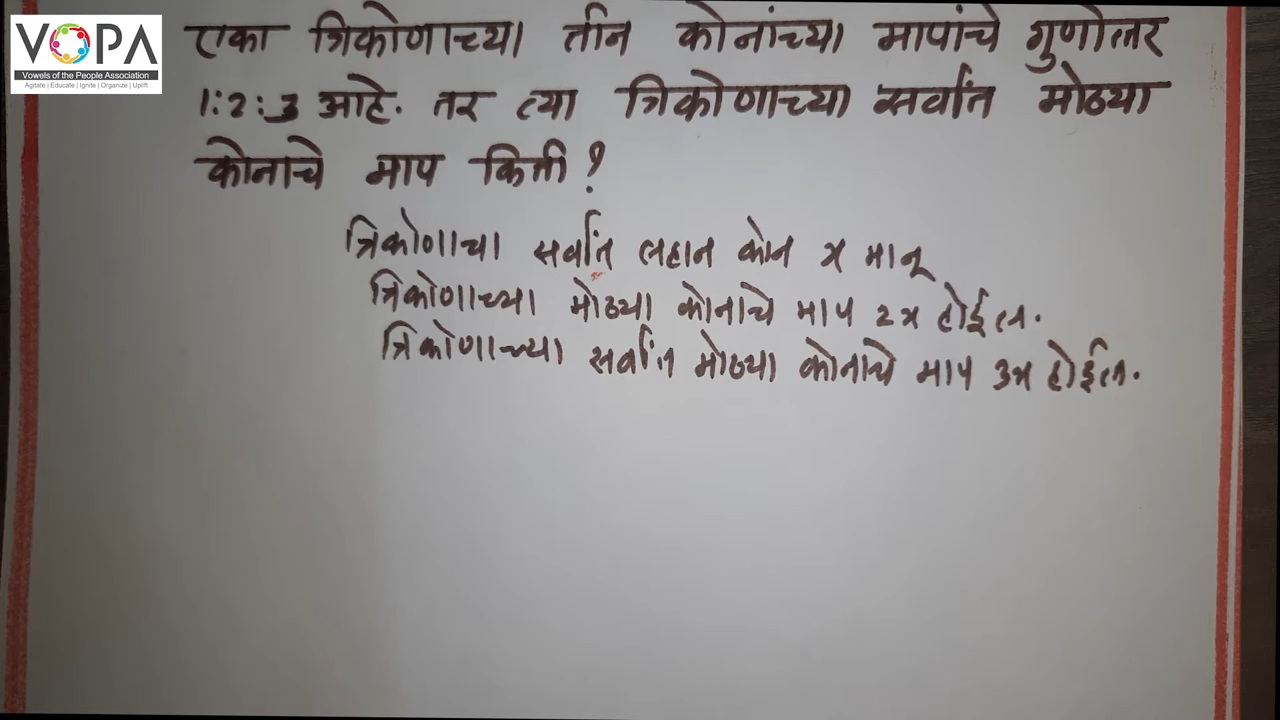 VOPA
Vowels of the People Association
Agitate | Educate | Ignite | Organize | Uplift
एका त्रिकोणाच्या तीन कोनांच्या मापांचे गुणोत्तर
1:2:3 आहे. तर त्या त्रिकोणाच्या सर्वांत मोठ्या
कोनाचे माप किती?
त्रिकोणाचा सर्वांत लहान कोन x मानू
त्रिकोणाच्या मोठ्या कोनाचे माप 2x होईल.
त्रिकोणाच्या सर्वांत मोठ्या कोनाचे माप 3x होईल.